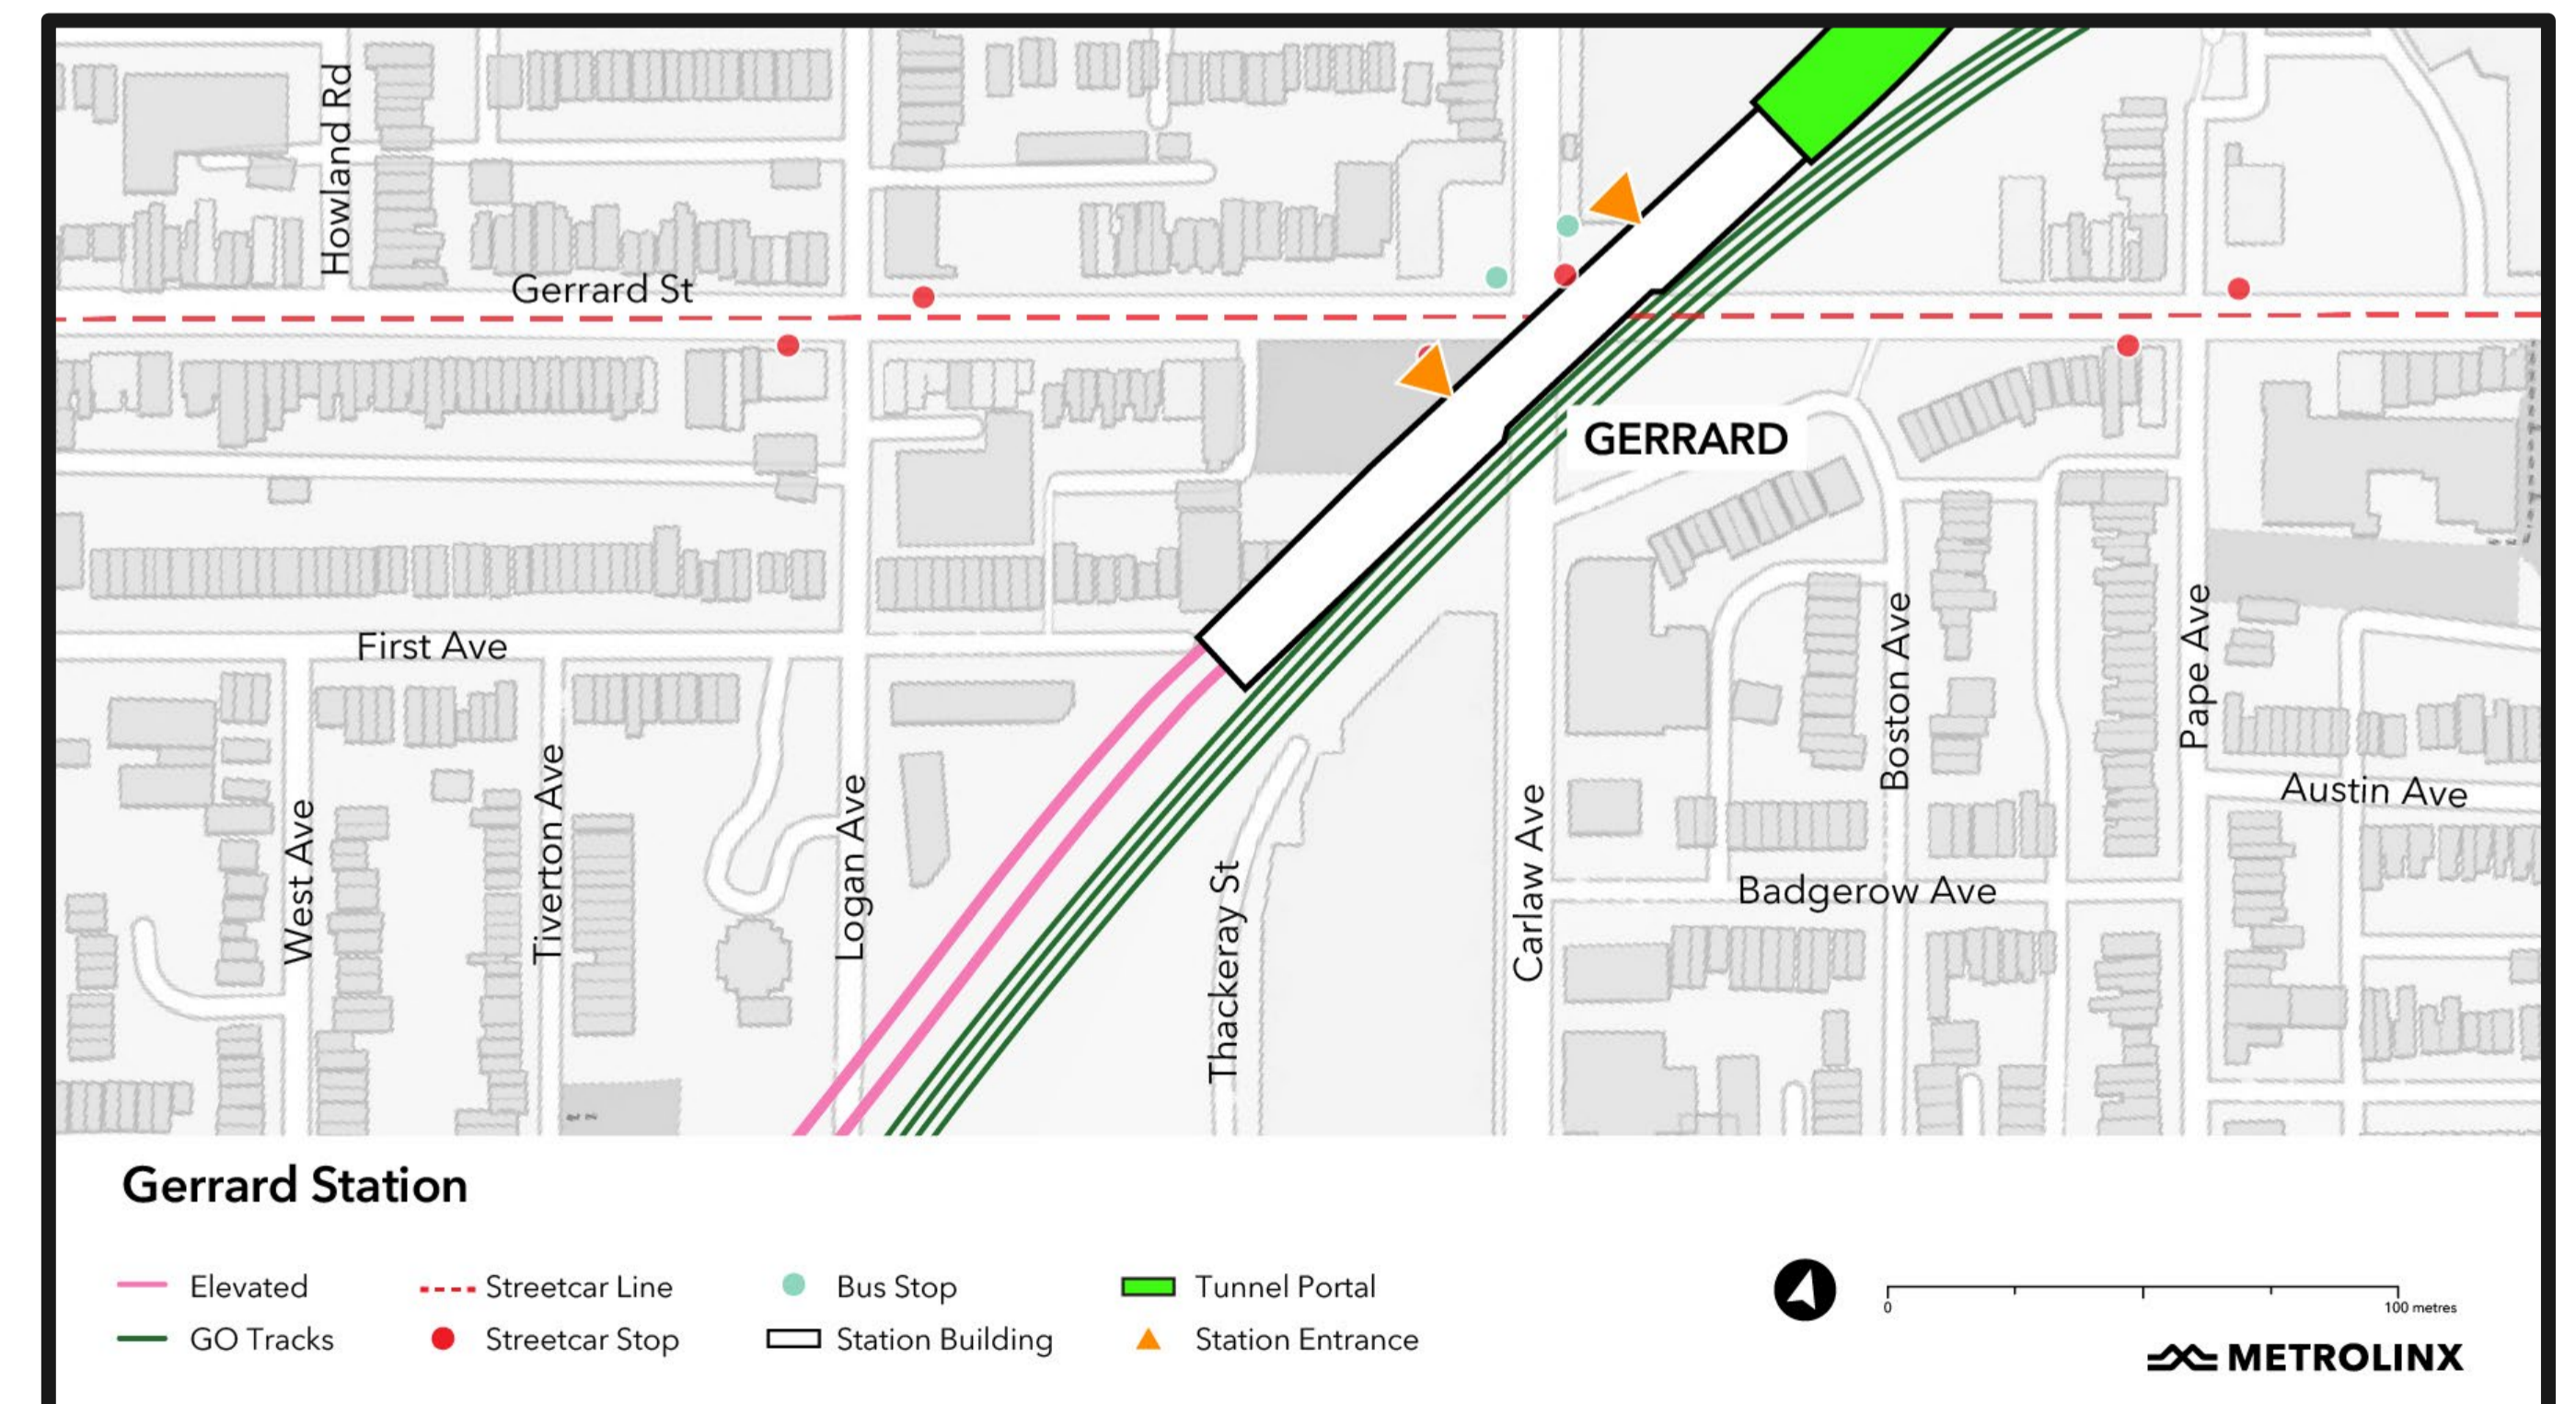 Howland Rd
Gerrard St
GERRARD
First Ave
West Ave
Tiverton Ave
Logan Ave
Thackeray St
Carlaw Ave
Boston Ave
Pape Ave
Austin Ave
Badgerow Ave
Gerrard Station
Elevated
Streetcar Line
Bus Stop
Tunnel Portal
GO Tracks
Streetcar Stop
Station Building
Station Entrance
0
100 metres
METROLINX